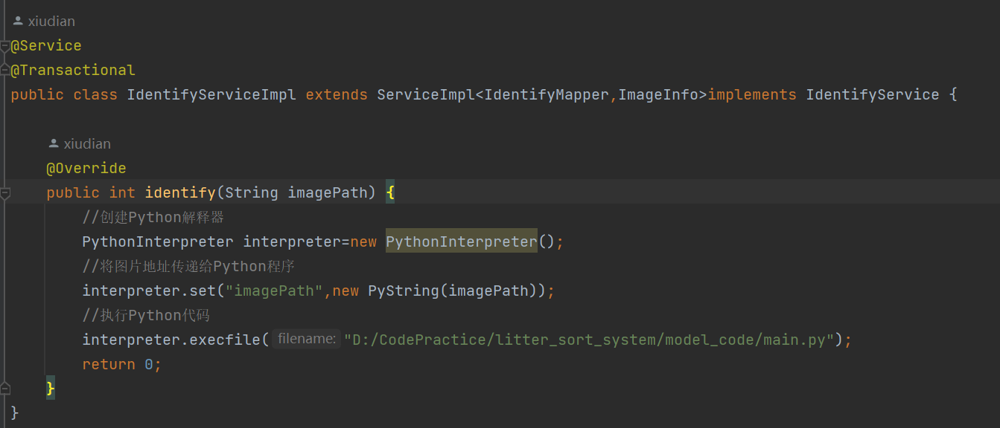 xiudian
@Service
@Transactional
public class IdentifyServiceImpl extends ServiceImpl<IdentifyMapper,ImageInfo>implements IdentifyService {
xiudian
@Override
public int identify(String imagePath) {
//创建Python解释器
PythonInterpreter interpreter=new PythonInterpreter();
//将图片地址传递给Python程序
interpreter.set("imagePath",new PyString(imagePath));
//执行Python代码
interpreter.execfile( filename: "D:/CodePractice/litter_sort_system/model_code/main.py");
return 0;
}
}